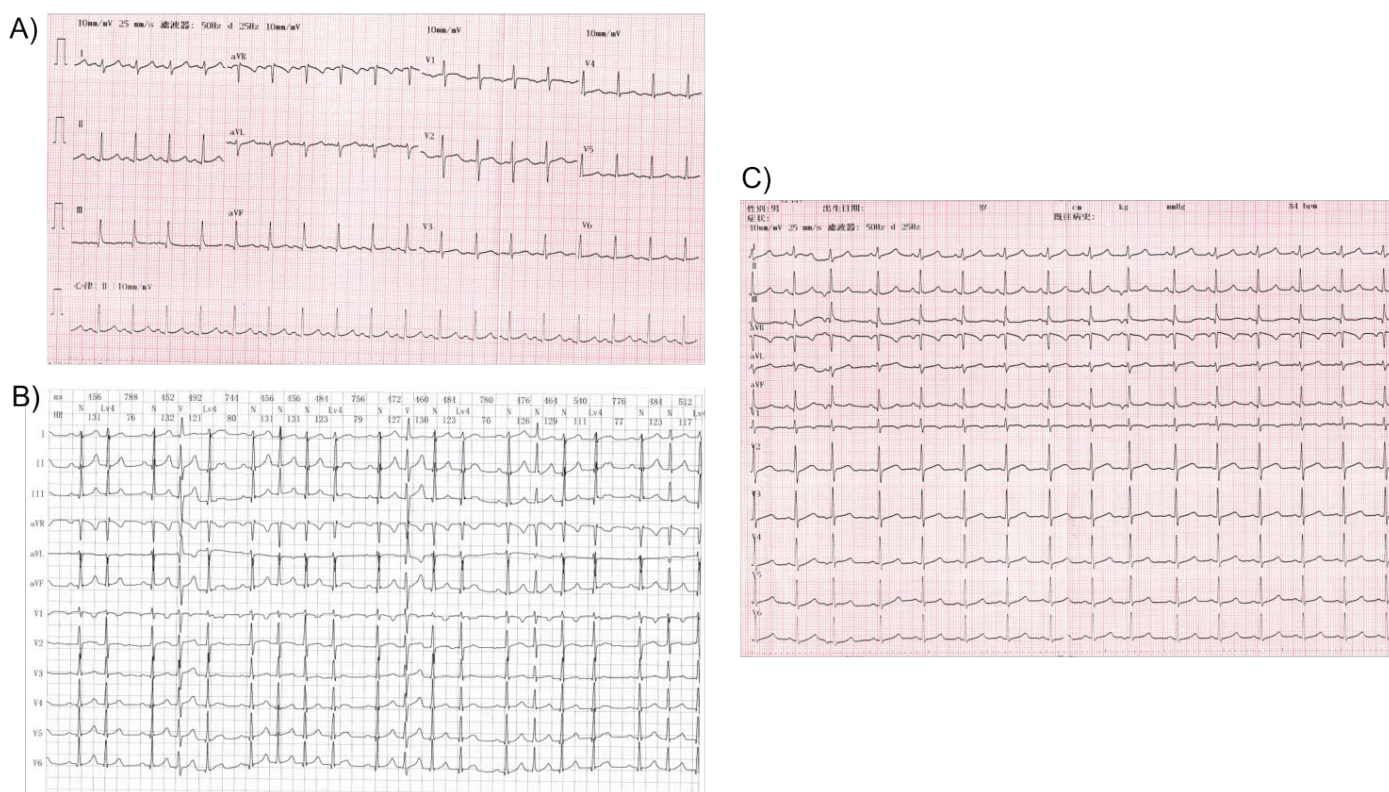 A)
10mm/mV 25 mm/s 滤波器: 50Hz d 25Hz 10mm/mV
10mm/mV
10mm/mV
I
aVR
V1
V4
II
aVL
V2
V5
III
aVF
V3
V6
心律[ II ] 10mm/mV
B)
ms 456 788 452 492 744 456 456 484 756 472 460 484 780 476 464 540 776 484 512
N Lv4 N V Lv4 N N N Lv4 N V N Lv4 N N N Lv4 N N Lv4
HR 131 76 132 121 80 131 131 123 79 127 130 123 76 126 129 111 77 123 117
I
II
III
aVR
aVL
aVF
V1
V2
V3
V4
V5
V6
C)
性别:男 出生日期: 岁 cm kg mmHg 84 bpm
症状: 既往病史:
10mm/mV 25 mm/s 滤波器: 50Hz d 25Hz
I
II
III
aVR
aVL
aVF
V1
V2
V3
V4
V5
V6